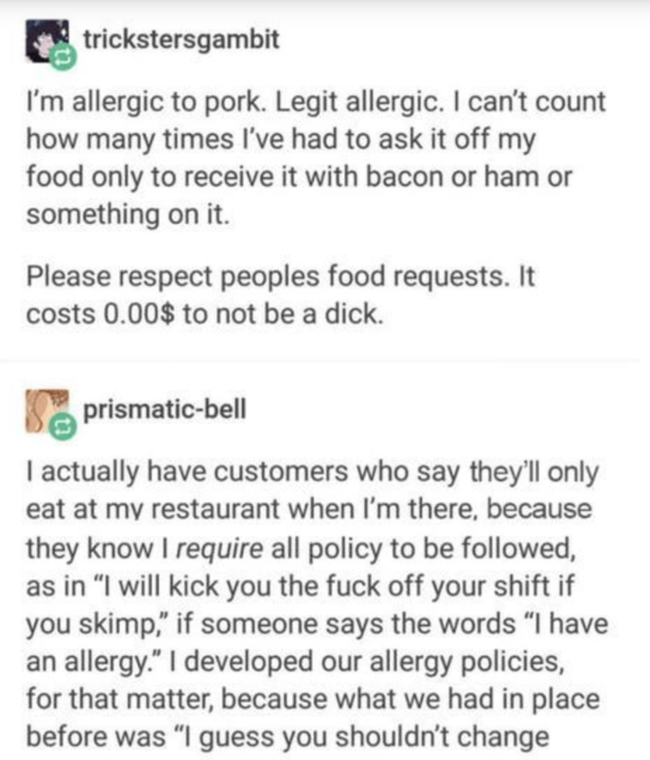 trickstersgambit
I'm allergic to pork. Legit allergic. I can't count
how many times I've had to ask it off my
food only to receive it with bacon or ham or
something on it.
Please respect peoples food requests. It
costs 0.00$ to not be a dick.
prismatic-bell
I actually have customers who say they'll only
eat at my restaurant when I'm there, because
they know I require all policy to be followed,
as in "I will kick you the fuck off your shift if
you skimp," if someone says the words "I have
an allergy." I developed our allergy policies,
for that matter, because what we had in place
before was "I guess you shouldn't change